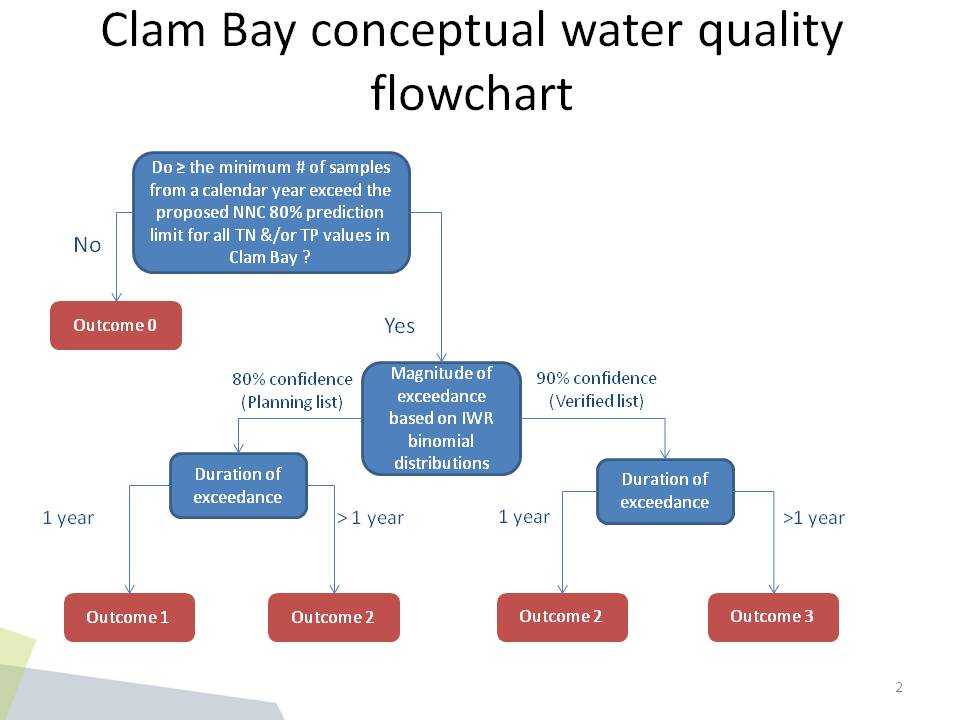 Clam Bay conceptual water quality
flowchart
Do ≥ the minimum # of samples
from a calendar year exceed the
proposed NNC 80% prediction
limit for all TN &/or TP values in
Clam Bay ?
No
Outcome 0
Yes
80% confidence
(Planning list)
Magnitude of
exceedance
based on IWR
binomial
distributions
90% confidence
(Verified list)
Duration of
exceedance
Duration of
exceedance
1 year
> 1 year
1 year
>1 year
Outcome 1
Outcome 2
Outcome 2
Outcome 3
2